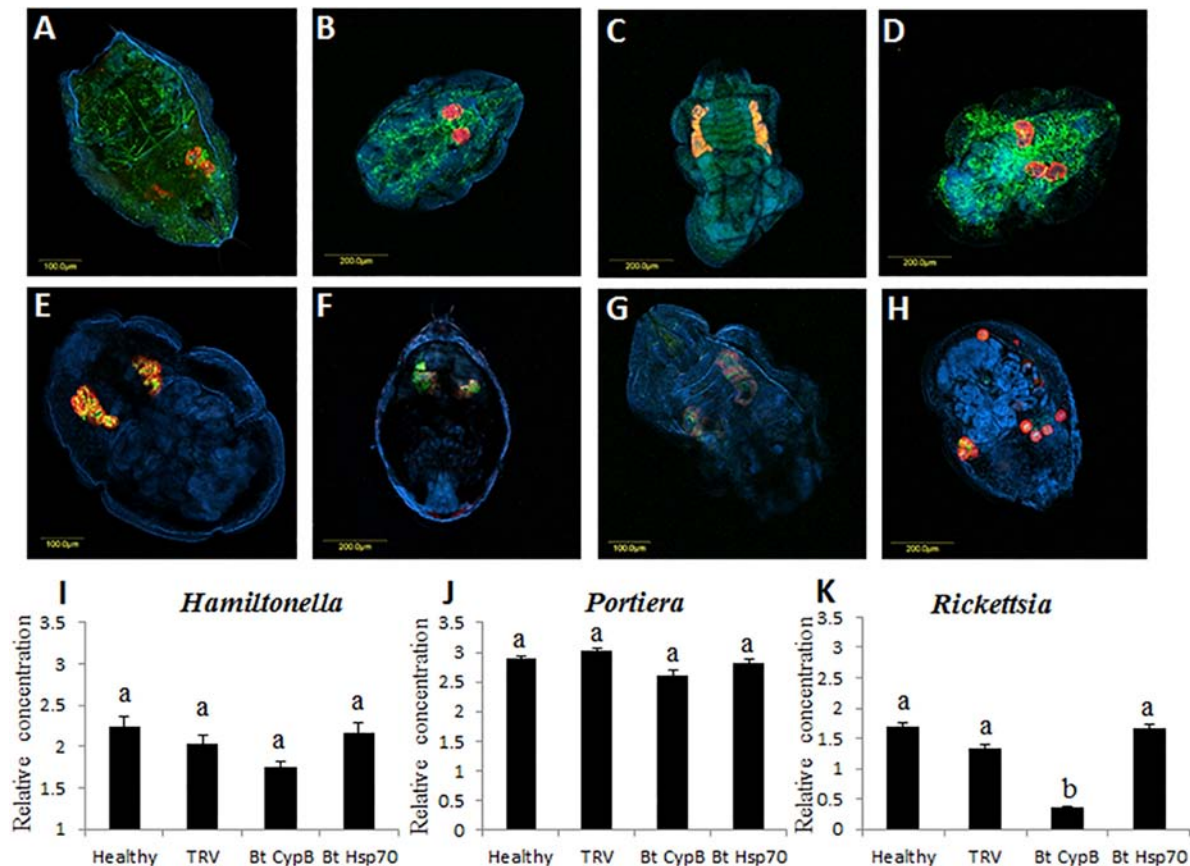 A
B
C
D
100.0µm
200.0µm
200.0µm
200.0µm
E
F
G
H
100.0µm
200.0µm
100.0µm
200.0µm
I
Hamiltonella
Relative concentration
3.5
3
2.5
2
1.5
1
a
a
a
a
Healthy
TRV
Bt CypB
Bt Hsp70
J
Portiera
Relative concentration
3.5
3
2.5
2
1.5
1
0.5
0
a
a
a
a
Healthy
TRV
Bt CypB
Bt Hsp70
K
Rickettsia
Relative concentration
3.5
3
2.5
2
1.5
1
0.5
0
a
a
b
a
Healthy
TRV
Bt CypB
Bt Hsp70